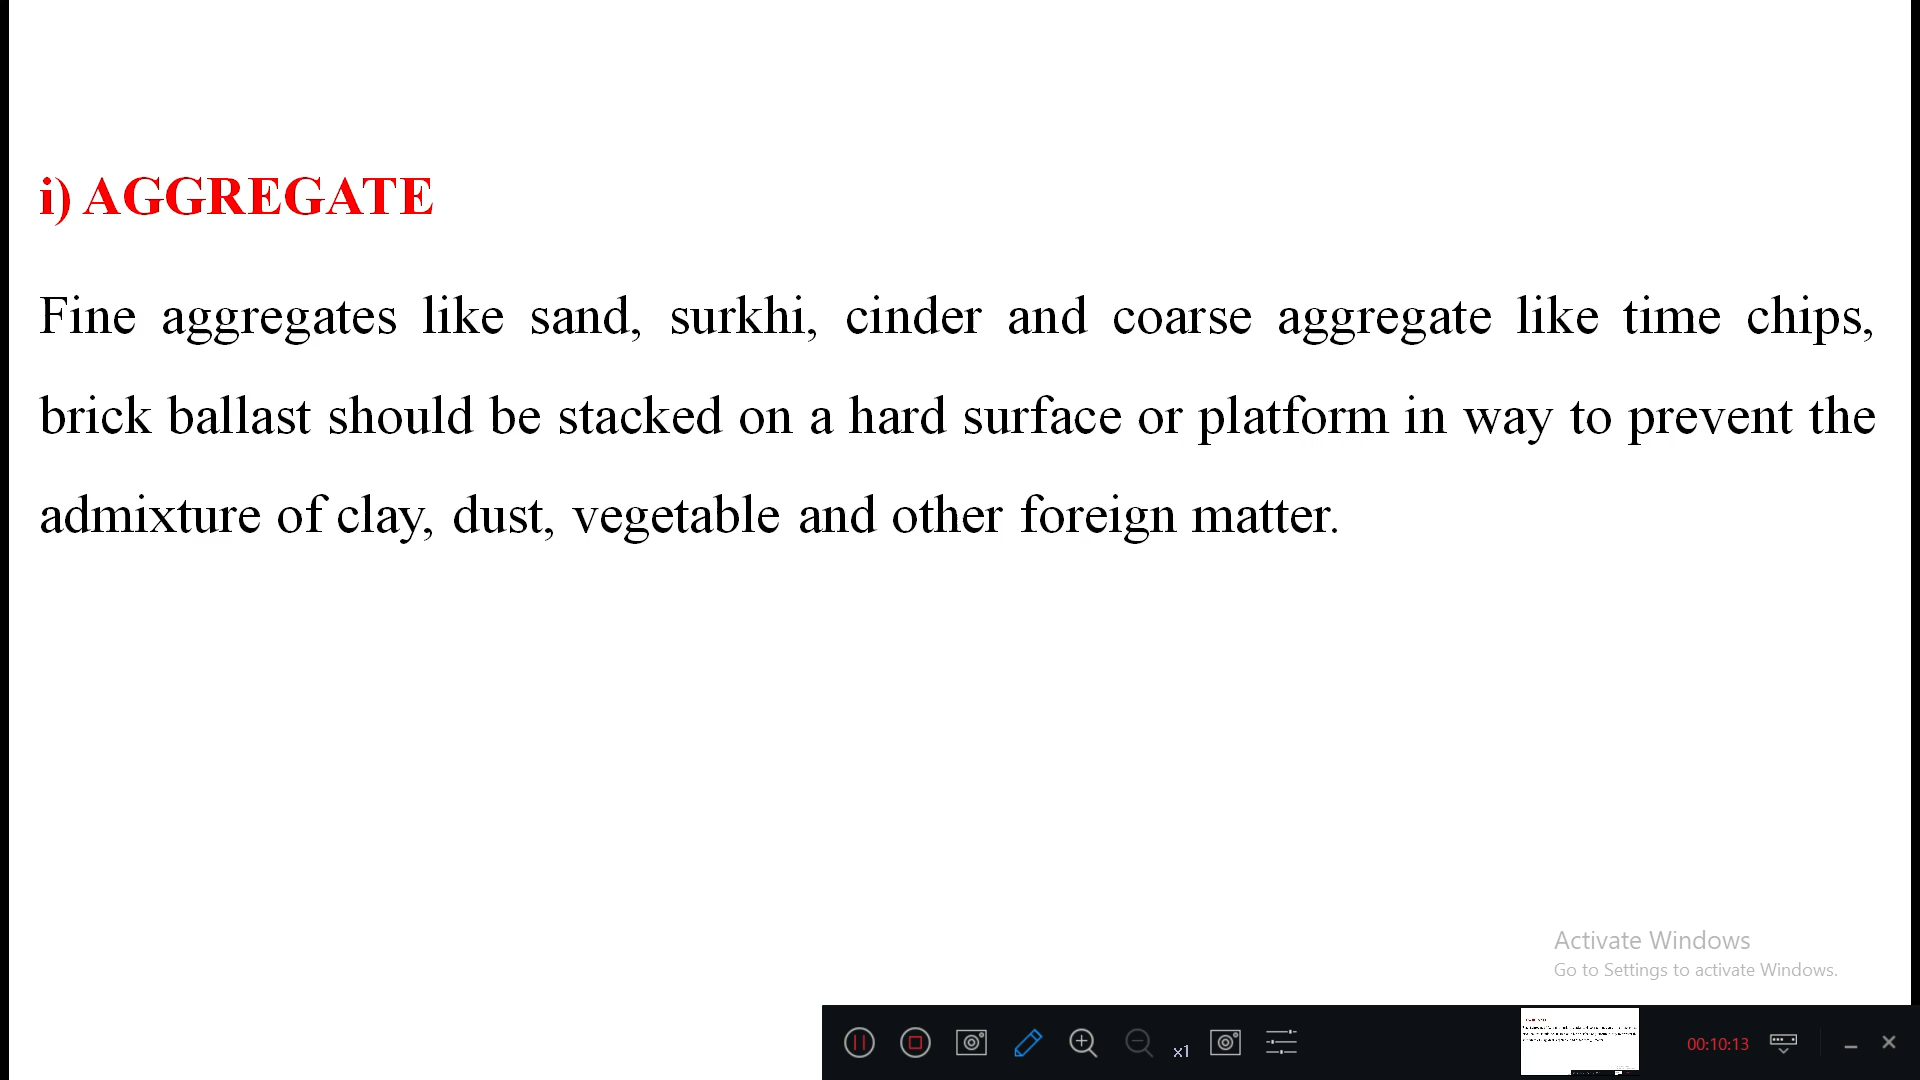 i) AGGREGATE
Fine aggregates like sand, surkhi, cinder and coarse aggregate like time chips,
brick ballast should be stacked on a hard surface or platform in way to prevent the
admixture of clay, dust, vegetable and other foreign matter.
Activate Windows
Go to Settings to activate Windows.
x1
00:10:13